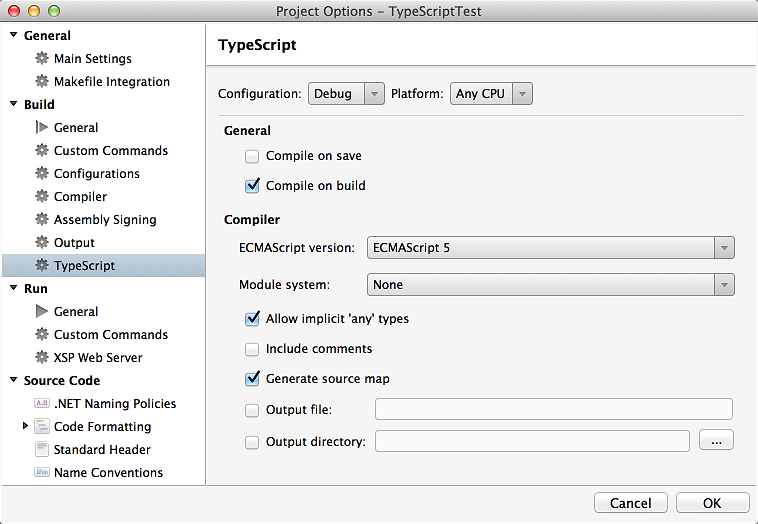 Project Options – TypeScriptTest
General
Main Settings
Makefile Integration
Build
General
Custom Commands
Configurations
Compiler
Assembly Signing
Output
TypeScript
Run
General
Custom Commands
XSP Web Server
Source Code
A.B .NET Naming Policies
Code Formatting
Standard Header
Name Conventions
TypeScript
Configuration: Debug Platform: Any CPU
General
Compile on save
Compile on build
Compiler
ECMAScript version: ECMAScript 5
Module system: None
Allow implicit 'any' types
Include comments
Generate source map
Output file:
Output directory: ...
Cancel OK